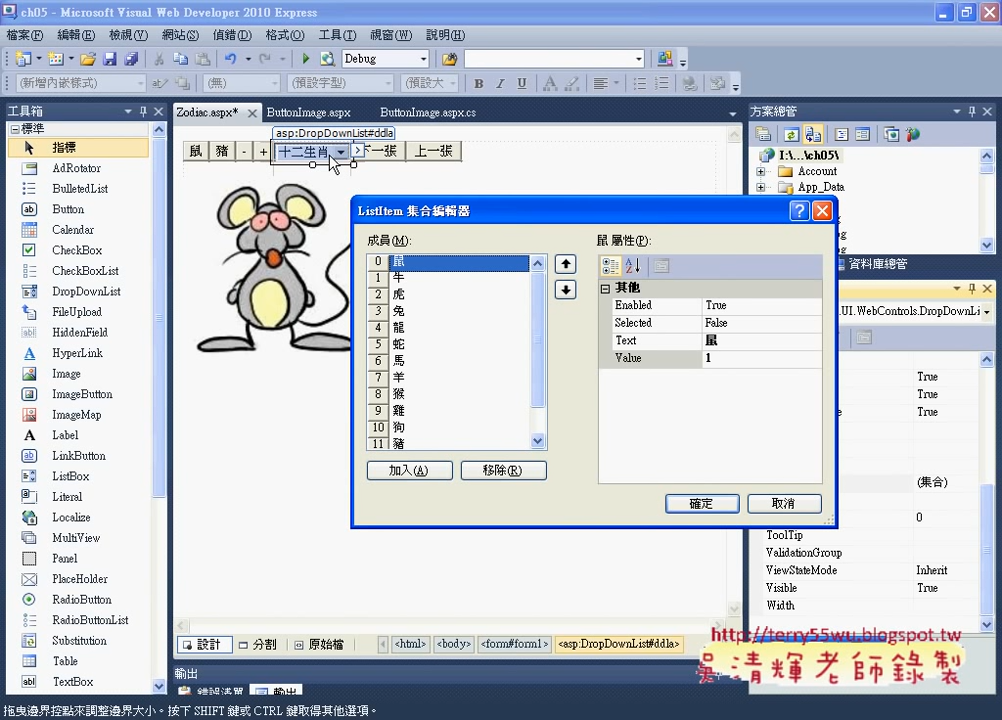 ch05 - Microsoft Visual Web Developer 2010 Express
檔案(F) 編輯(E) 檢視(V) 網站(S) 偵錯(D) 格式(O) 工具(T) 視窗(W) 說明(H)
Debug
(新增內嵌樣式) (無) (預設字型) (預設大 B I U
工具箱
標準
指標
AdRotator
BulletedList
Button
Calendar
CheckBox
CheckBoxList
DropDownList
FileUpload
HiddenField
HyperLink
Image
ImageButton
ImageMap
Label
LinkButton
ListBox
Literal
Localize
MultiView
Panel
PlaceHolder
RadioButton
RadioButtonList
Substitution
Table
TextBox
Zodiac.aspx* ButtonImage.aspx ButtonImage.aspx.cs
asp:DropDownList#ddla
鼠 豬 - + 十二生肖 下一張 上一張
ListItem 集合編輯器
成員(M):
0 鼠
1 牛
2 虎
3 兔
4 龍
5 蛇
6 馬
7 羊
8 猴
9 雞
10 狗
11 豬
加入(A) 移除(R)
鼠 屬性(P):
其他
Enabled True
Selected False
Text 鼠
Value 1
確定 取消
設計 分割 原始檔 <html> <body> <form#form1> <asp:DropDownList#ddla>
輸出
錯誤清單 輸出
方案總管
I:\...\ch05\
Account
App_Data
資料庫總管
.UI.WebControls.DropDownLi
True
True
True
(集合)
0
ToolTip
ValidationGroup
ViewStateMode Inherit
Visible True
Width
http://terry55wu.blogspot.tw
吳清輝老師錄製
拖曳邊界控點來調整邊界大小。按下 SHIFT 鍵或 CTRL 鍵取得其他選項。